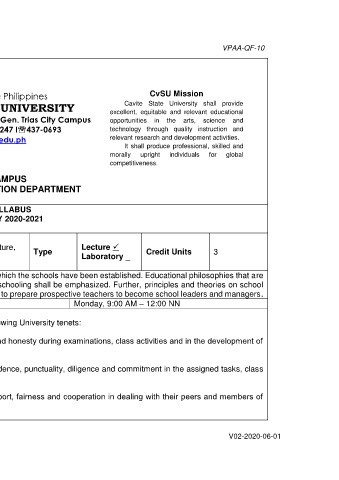 VPAA-QF-10
Philippines
UNIVERSITY
Gen. Trias City Campus
247 I☏437-0693
edu.ph
CvSU Mission
Cavite State University shall provide
excellent, equitable and relevant educational
opportunities in the arts, science and
technology through quality instruction and
relevant research and development activities.
It shall produce professional, skilled and
morally upright individuals for global
competitiveness.
AMPUS
TION DEPARTMENT
LLABUS
Y 2020-2021
ture,
Type
Lecture ✓
Laboratory _
Credit Units
3
which the schools have been established. Educational philosophies that are
schooling shall be emphasized. Further, principles and theories on school
to prepare prospective teachers to become school leaders and managers.
Monday, 9:00 AM – 12:00 NN
owing University tenets:
nd honesty during examinations, class activities and in the development of
dence, punctuality, diligence and commitment in the assigned tasks, class
port, fairness and cooperation in dealing with their peers and members of
V02-2020-06-01